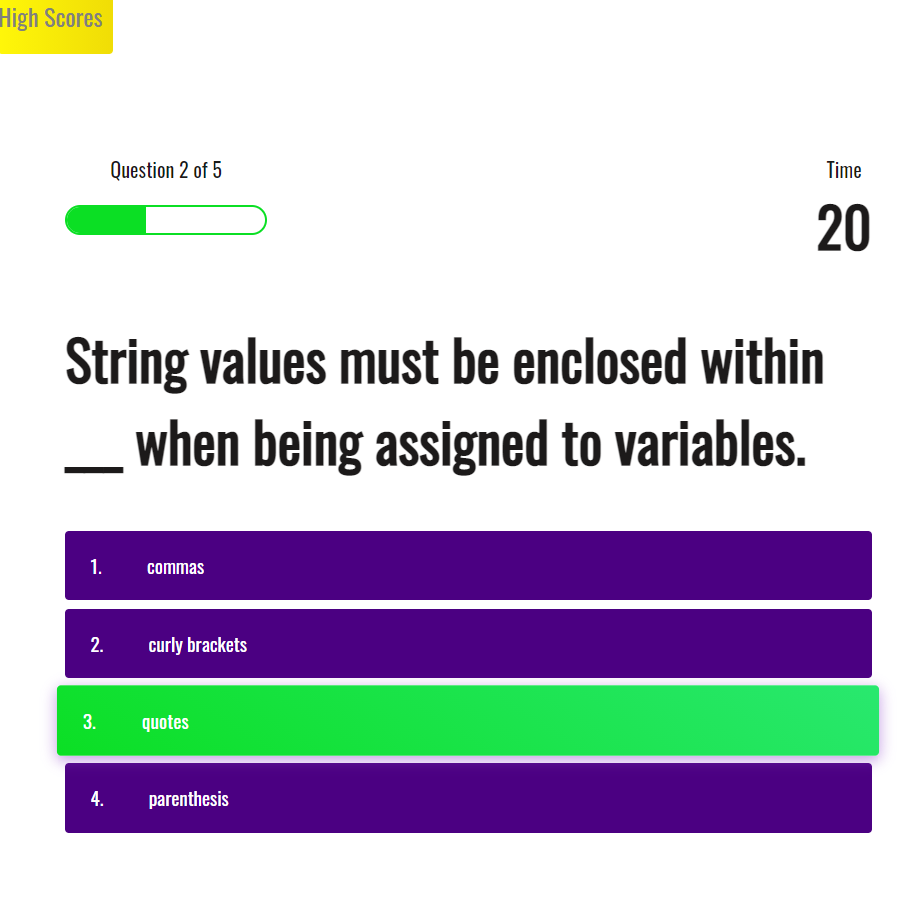 High Scores
Question 2 of 5
Time
20
String values must be enclosed within
___ when being assigned to variables.
1. commas
2. curly brackets
3. quotes
4. parenthesis